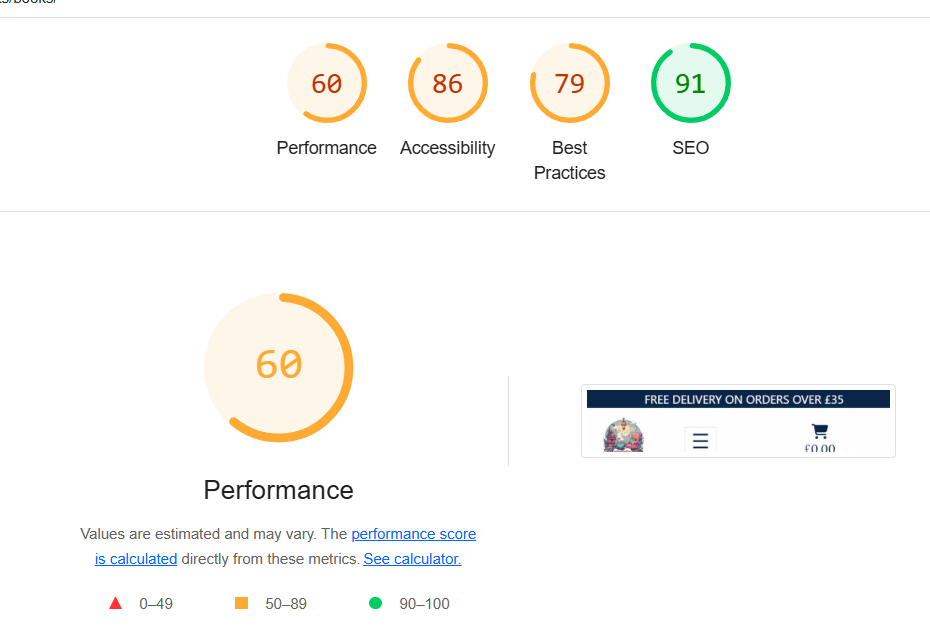 60
86
79
91
Performance
Accessibility
Best
Practices
SEO
60
Performance
Values are estimated and may vary. The performance score
is calculated directly from these metrics. See calculator.
0–49
50–89
90–100
FREE DELIVERY ON ORDERS OVER £35
£0.00